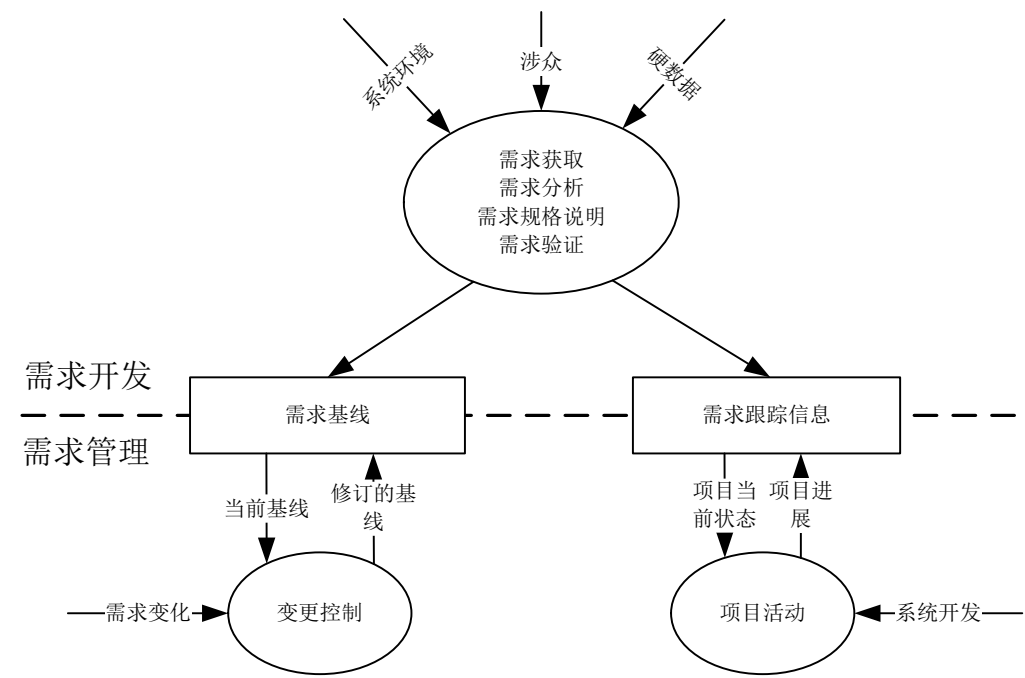 系统环境
涉众
硬数据
需求获取
需求分析
需求规格说明
需求验证
需求开发
需求基线
需求跟踪信息
需求管理
当前基线
修订的基
线
项目当
前状态
项目进
展
需求变化
变更控制
项目活动
系统开发